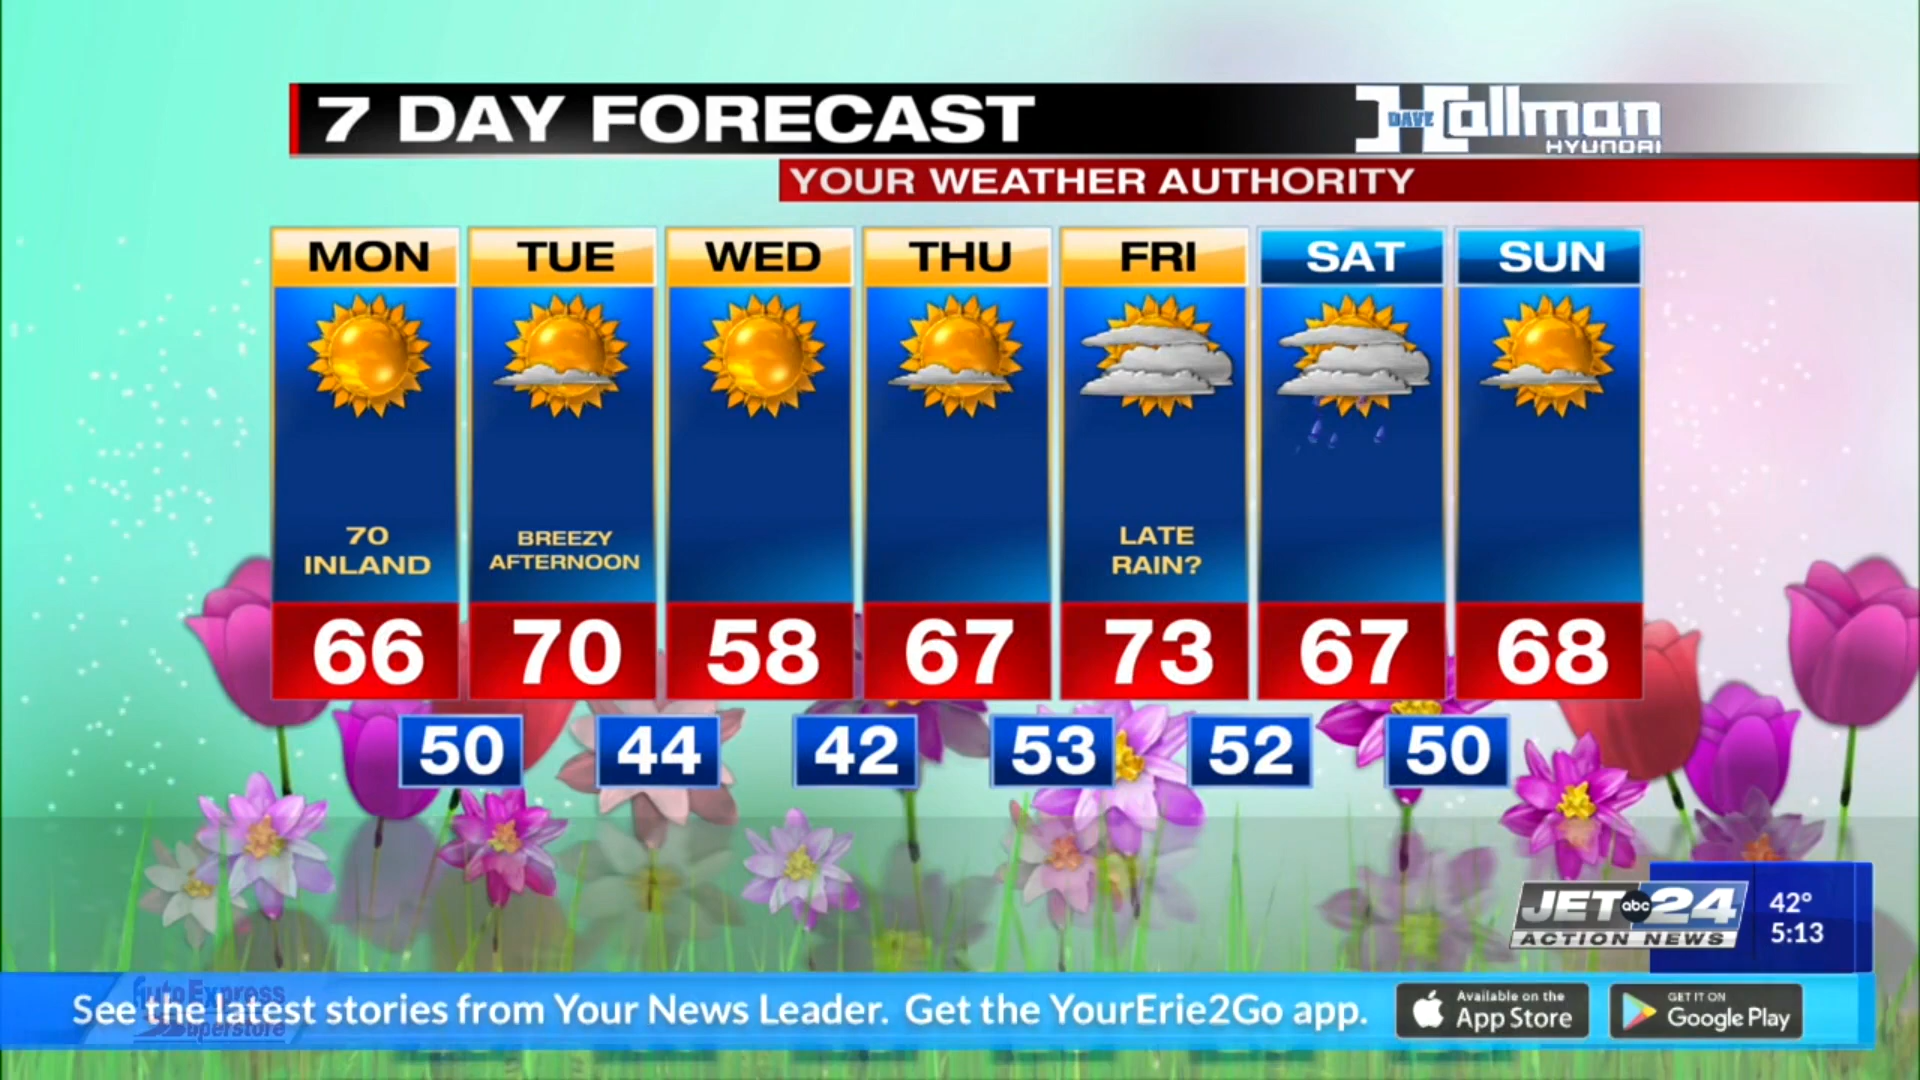 7 DAY FORECAST
DAVE Hallman
HYUNDAI
YOUR WEATHER AUTHORITY
MON TUE WED THU FRI SAT SUN
70
INLAND
BREEZY
AFTERNOON
LATE
RAIN?
66 70 58 67 73 67 68
50 44 42 53 52 50
JET abc 24
ACTION NEWS
42°
5:13
Auto Express
Superstore
See the latest stories from Your News Leader. Get the YourErie2Go app.
Available on the
App Store
GET IT ON
Google Play